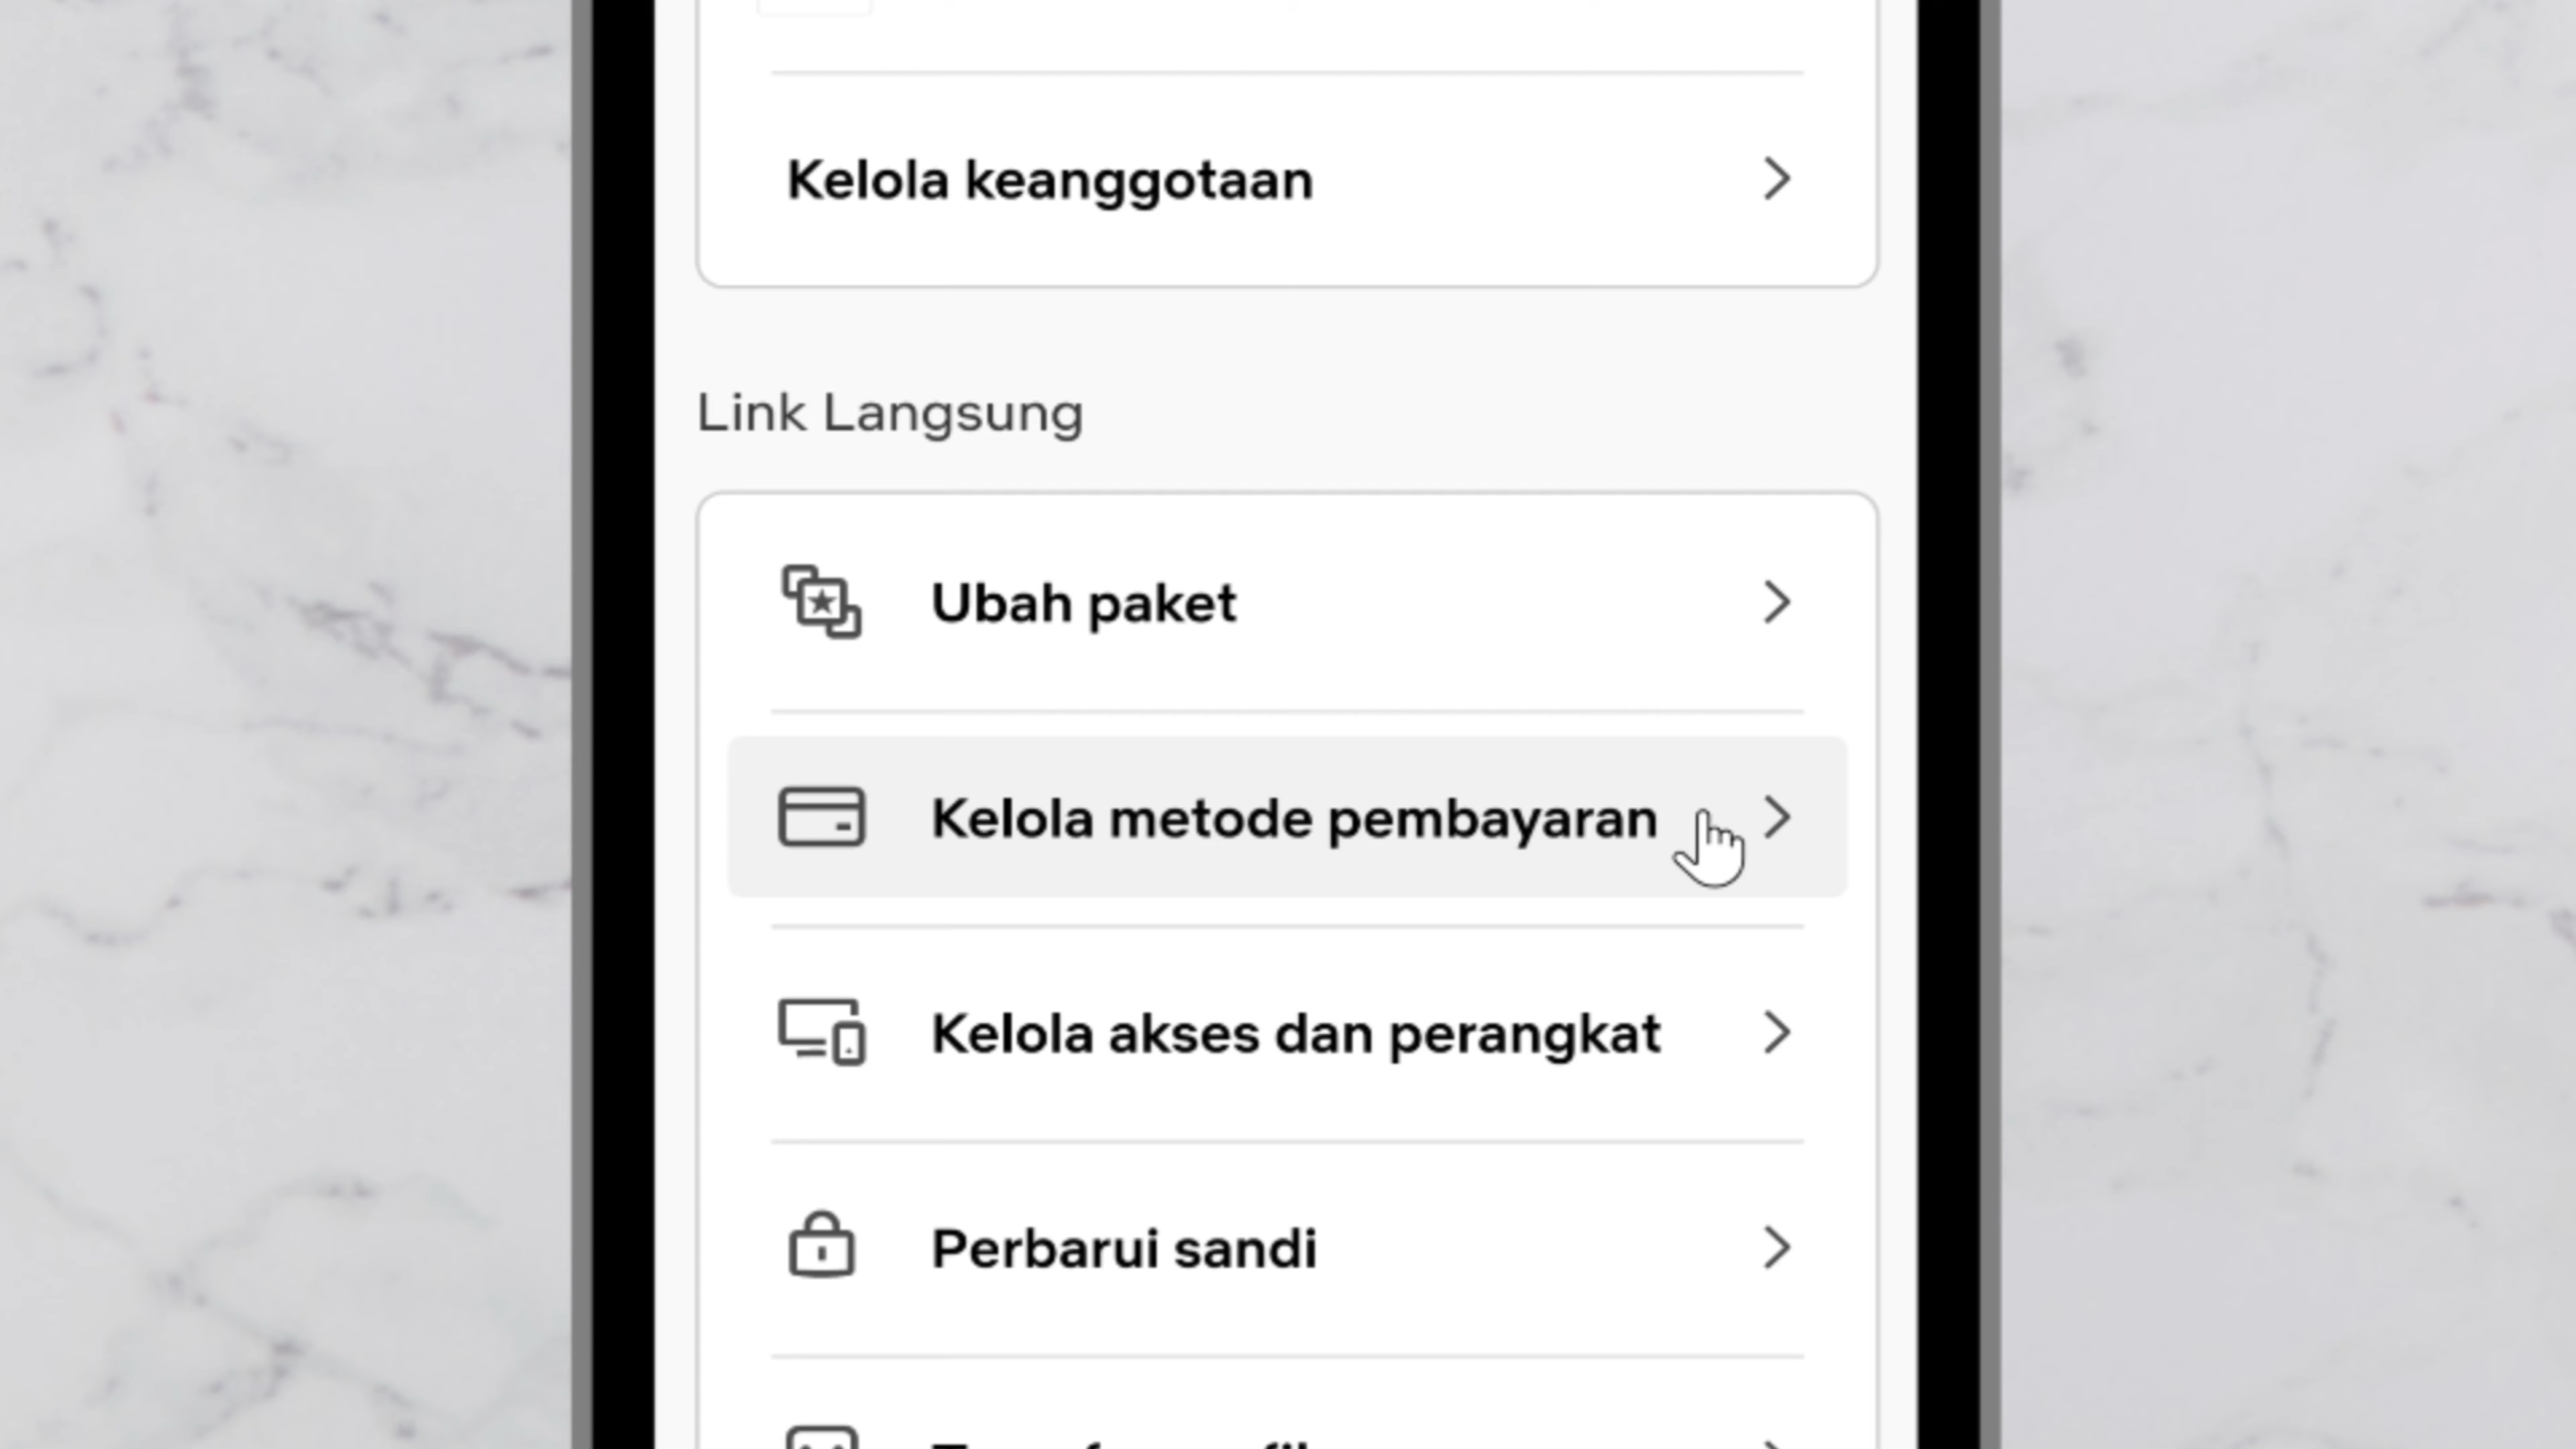 Kelola keanggotaan
Link Langsung
Ubah paket
Kelola metode pembayaran
Kelola akses dan perangkat
Perbarui sandi